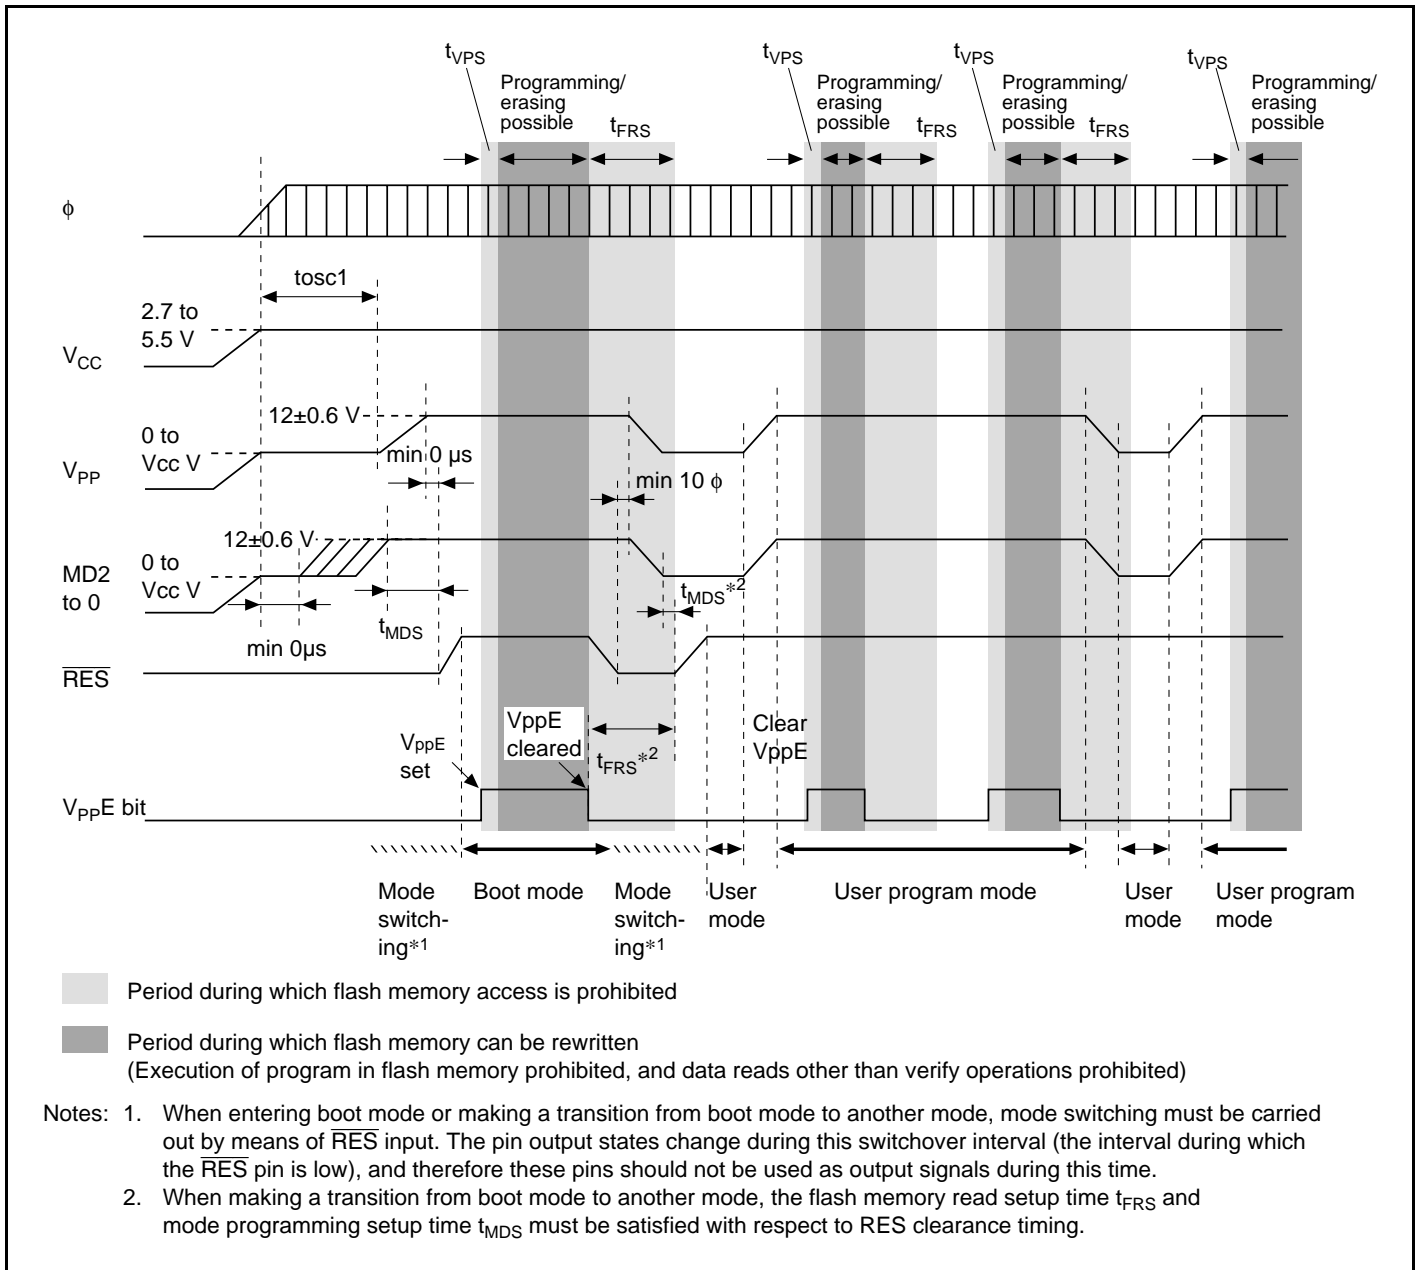 tVPS
tVPS
tVPS
tVPS
Programming/
erasing
possible
Programming/
erasing
possible
Programming/
erasing
possible
Programming/
erasing
possible
tFRS
tFRS
tFRS
ϕ
tosc1
2.7 to
5.5 V
VCC
12±0.6 V
0 to
Vcc V
VPP
min 0 µs
min 10 ϕ
12±0.6 V
0 to
Vcc V
MD2
to 0
tMDS*2
tMDS
min 0µs
RES
VppE
set
VppE
cleared
tFRS*2
Clear
VppE
VPPE bit
Mode
switch-
ing*1
Boot mode
Mode
switch-
ing*1
User
mode
User program mode
User
mode
User program
mode
Period during which flash memory access is prohibited
Period during which flash memory can be rewritten
(Execution of program in flash memory prohibited, and data reads other than verify operations prohibited)
Notes: 1. When entering boot mode or making a transition from boot mode to another mode, mode switching must be carried
out by means of RES input. The pin output states change during this switchover interval (the interval during which
the RES pin is low), and therefore these pins should not be used as output signals during this time.
2. When making a transition from boot mode to another mode, the flash memory read setup time tFRS and
mode programming setup time tMDS must be satisfied with respect to RES clearance timing.